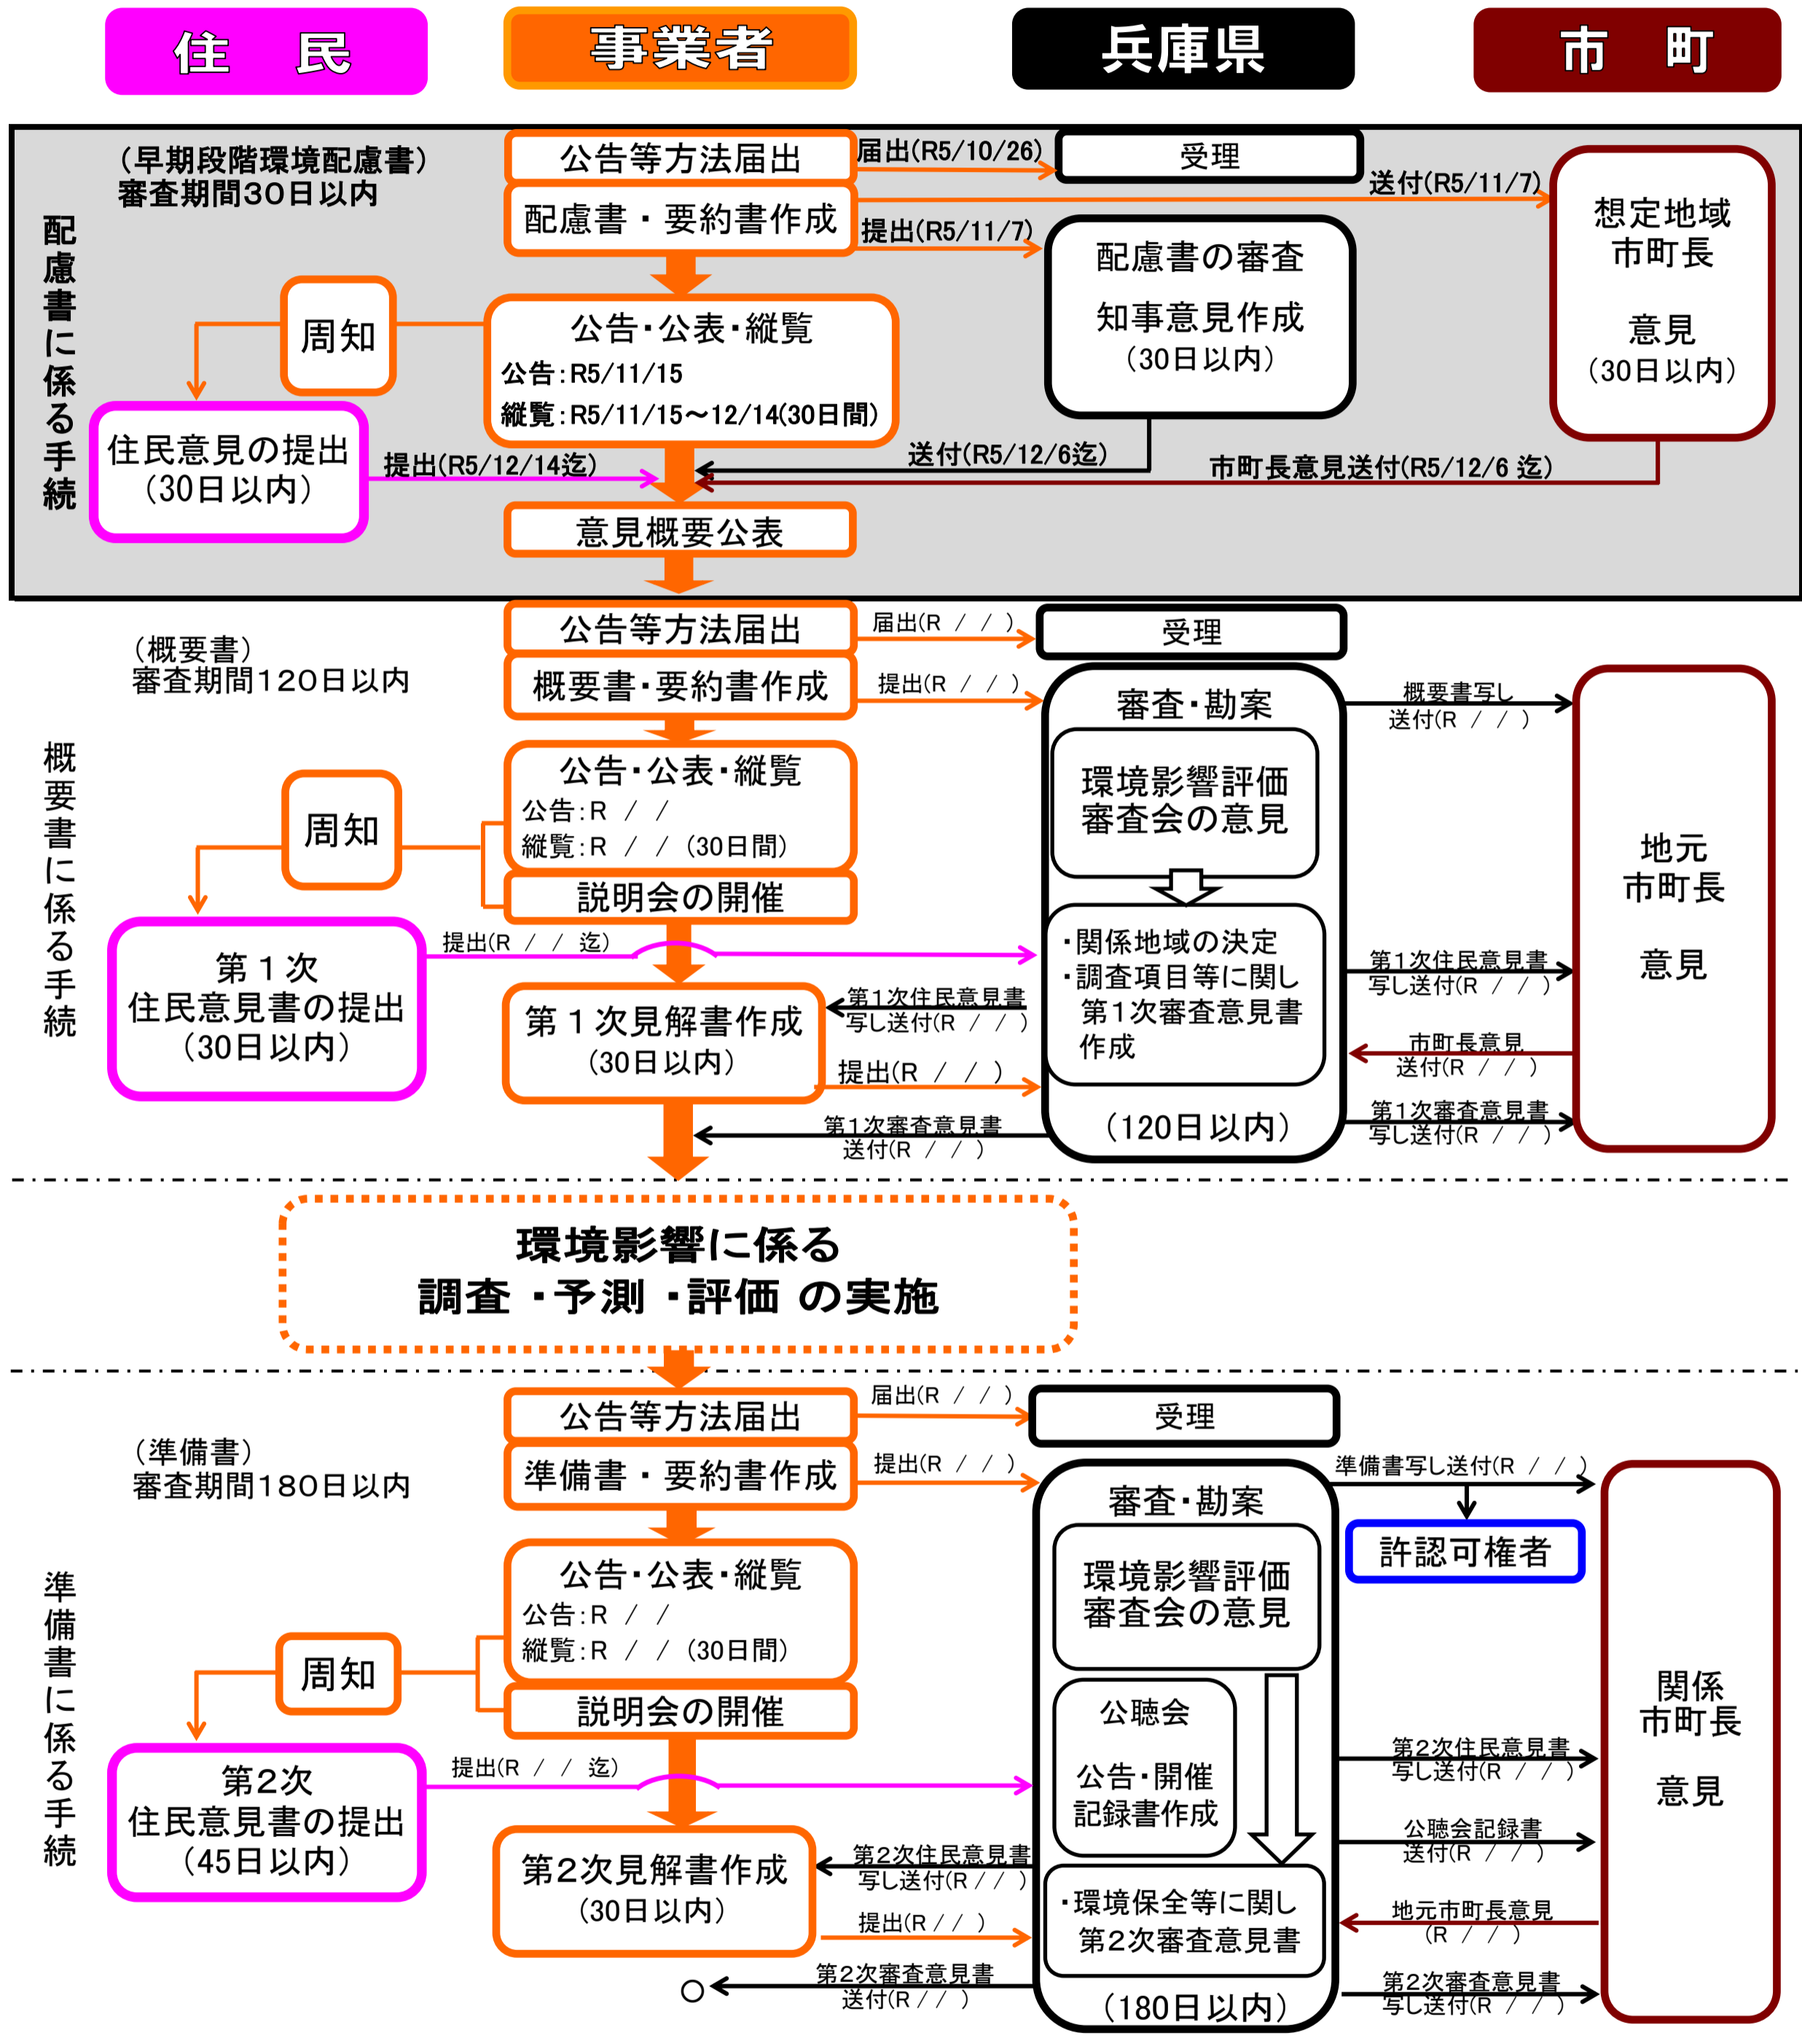 住　民
事業者
兵庫県
市　町
（早期段階環境配慮書）
審査期間30日以内
配慮書に係る手続
公告等方法届出
届出(R5/10/26)
受理
配慮書・要約書作成
送付(R5/11/7)
提出(R5/11/7)
想定地域
市町長
意見
（30日以内）
配慮書の審査
知事意見作成
（30日以内）
周知
公告・公表・縦覧
公告：R5/11/15
縦覧：R5/11/15～12/14(30日間)
住民意見の提出
（30日以内）
提出(R5/12/14迄)
送付(R5/12/6迄)
市町長意見送付(R5/12/6 迄)
意見概要公表
（概要書）
審査期間120日以内
概要書に係る手続
公告等方法届出
届出(R / / )
受理
概要書・要約書作成
提出(R / / )
審査・勘案
概要書写し
送付(R / / )
環境影響評価
審査会の意見
周知
公告・公表・縦覧
公告：R / /
縦覧：R / / （30日間）
説明会の開催
地元
市町長
意見
第１次
住民意見書の提出
（30日以内）
提出(R / / 迄)
・関係地域の決定
・調査項目等に関し
第１次審査意見書
作成
第１次住民意見書
写し送付(R / / )
第１次住民意見書
写し送付(R / / )
第１次見解書作成
（30日以内）
市町長意見
送付(R / / )
提出(R / / )
（120日以内）
第１次審査意見書
送付(R / / )
第１次審査意見書
写し送付(R / / )
環境影響に係る
調査 ・予測 ・評価 の実施
（準備書）
審査期間180日以内
準備書に係る手続
公告等方法届出
届出(R / / )
受理
準備書・要約書作成
提出(R / / )
審査・勘案
準備書写し送付(R / / )
許認可権者
環境影響評価
審査会の意見
周知
公告・公表・縦覧
公告：R / /
縦覧：R / / （30日間）
説明会の開催
公聴会
公告・開催
記録書作成
関係
市町長
意見
第２次
住民意見書の提出
（45日以内）
提出(R / / 迄)
第２次住民意見書
写し送付(R / / )
公聴会記録書
送付(R / / )
第２次見解書作成
（30日以内）
第２次住民意見書
写し送付(R / / )
提出(R / / )
・環境保全等に関し
第２次審査意見書
地元市町長意見
(R / / )
（180日以内）
第２次審査意見書
送付(R / / )
第２次審査意見書
写し送付(R / / )